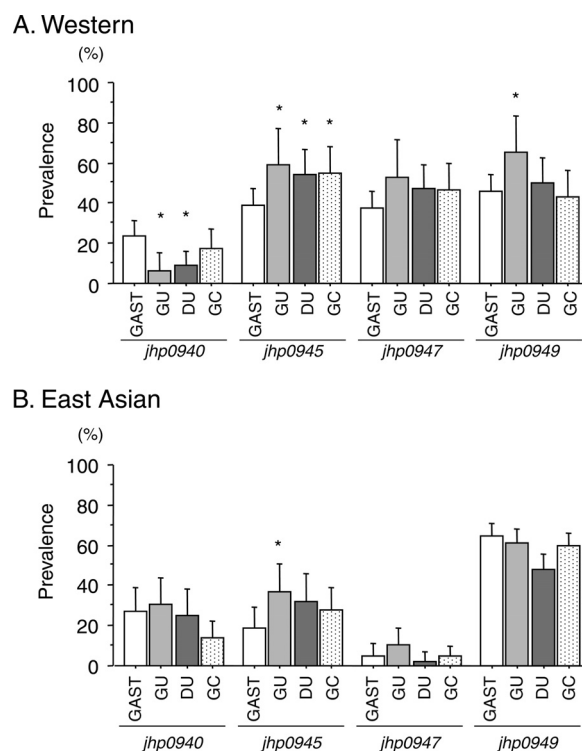 A. Western
(%)
Prevalence
100
80
60
40
20
0
* * * * * *
GAST GU DU GC GAST GU DU GC GAST GU DU GC GAST GU DU GC
jhp0940 jhp0945 jhp0947 jhp0949
B. East Asian
(%)
Prevalence
100
80
60
40
20
0
*
GAST GU DU GC GAST GU DU GC GAST GU DU GC GAST GU DU GC
jhp0940 jhp0945 jhp0947 jhp0949